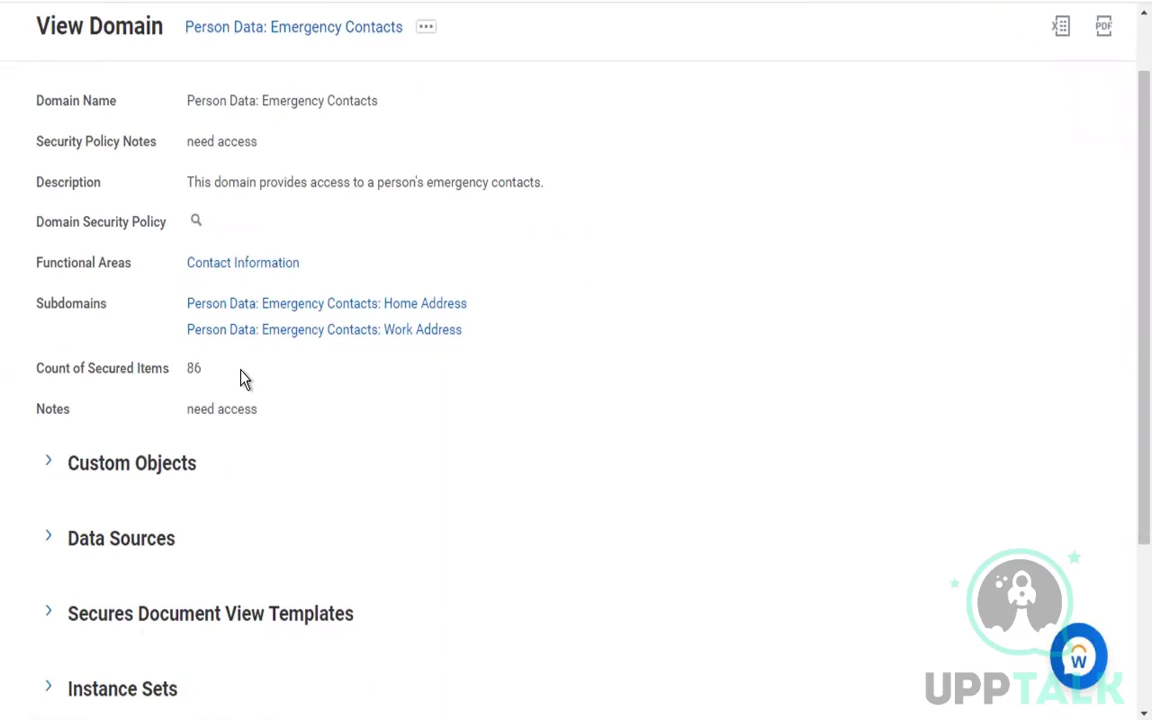 View Domain Person Data: Emergency Contacts
PDF
Domain Name Person Data: Emergency Contacts
Security Policy Notes need access
Description This domain provides access to a person's emergency contacts.
Domain Security Policy
Functional Areas Contact Information
Subdomains Person Data: Emergency Contacts: Home Address
Person Data: Emergency Contacts: Work Address
Count of Secured Items 86
Notes need access
Custom Objects
Data Sources
Secures Document View Templates
Instance Sets
W
UPPTALK